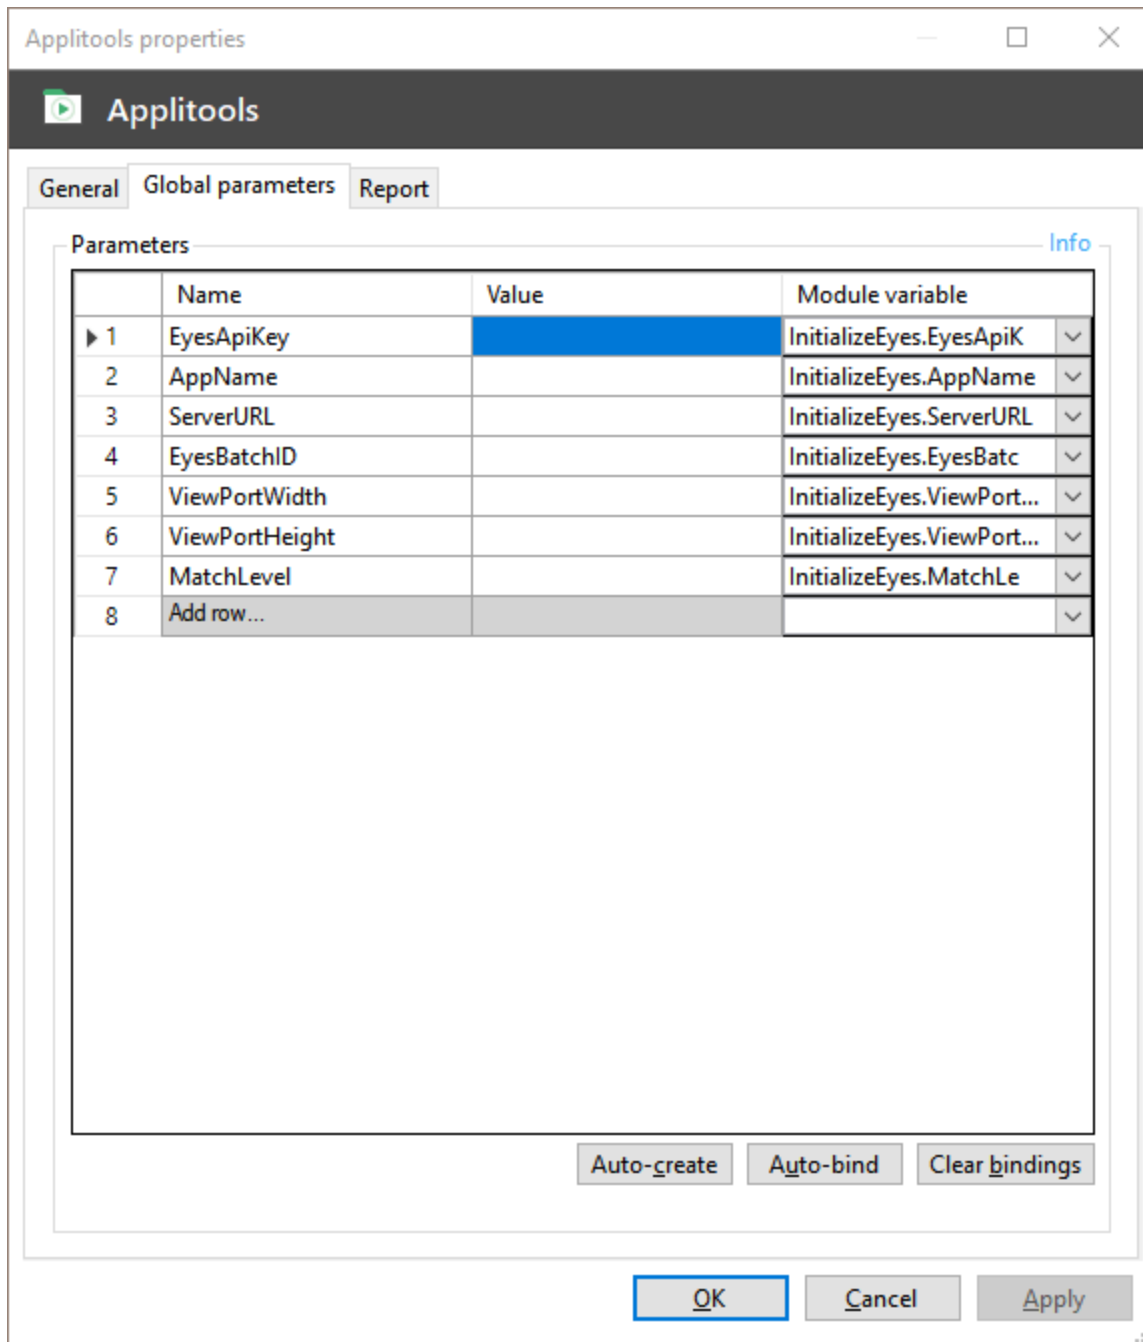 Applitools properties
Applitools
General Global parameters Report
Parameters Info
Name Value Module variable
1 EyesApiKey InitializeEyes.EyesApiK
2 AppName InitializeEyes.AppName
3 ServerURL InitializeEyes.ServerURL
4 EyesBatchID InitializeEyes.EyesBatc
5 ViewPortWidth InitializeEyes.ViewPort...
6 ViewPortHeight InitializeEyes.ViewPort...
7 MatchLevel InitializeEyes.MatchLe
8 Add row...
Auto-create Auto-bind Clear bindings
OK Cancel Apply